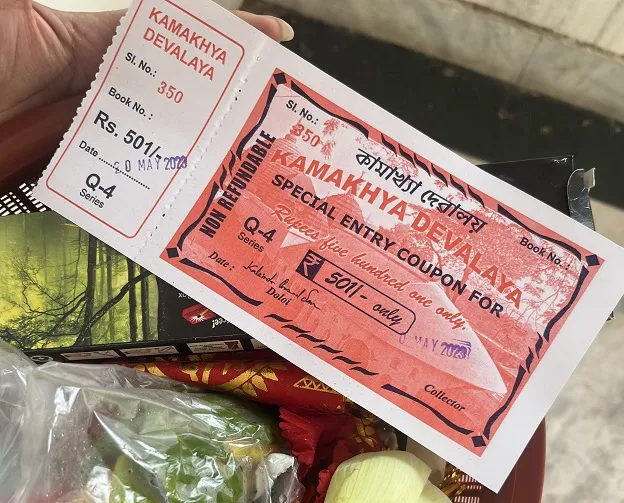 KAMAKHYA
DEVALAYA
Sl. No.:
350
Book No.:
Rs. 501/-
Date
0 MAY 2023
Q-4
Series
Sl. No.:
350
NON REFUNDABLE
কামাখ্যা দেৱালয়
Book No.:
KAMAKHYA DEVALAYA
SPECIAL ENTRY COUPON FOR
Rupees five hundred one only.
Q-4
Series
₹ 501/- only
Date :
Doloi
0 MAY 2023
Collector